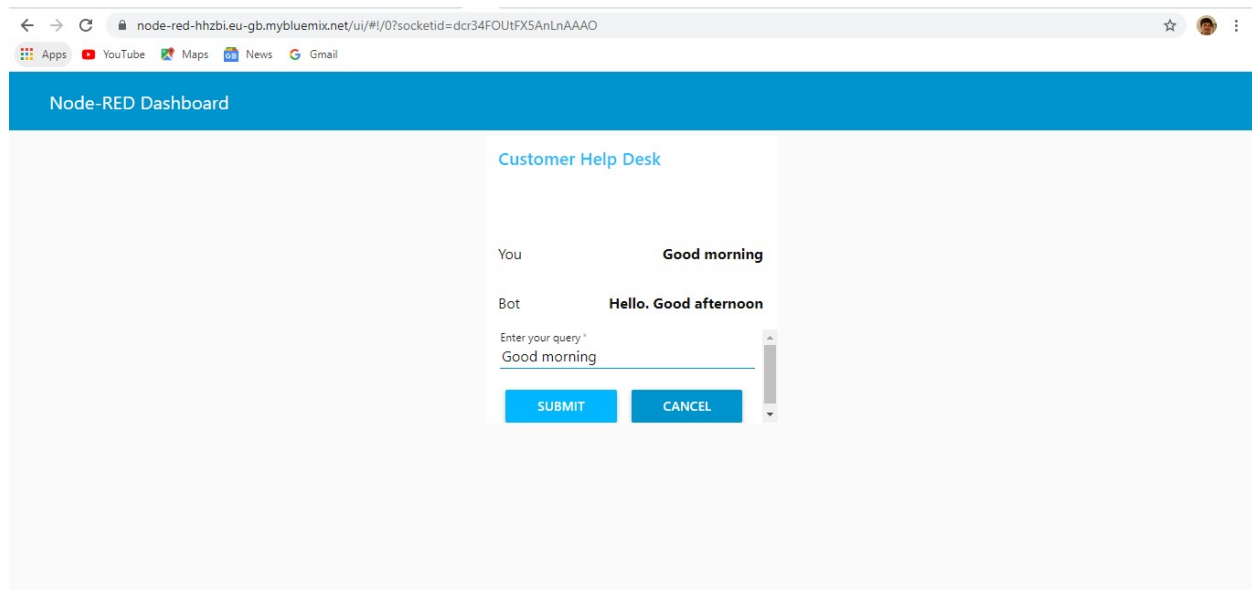 node-red-hhzbi.eu-gb.mybluemix.net/ui/#!/0?socketid=dcr34FOUtFX5AnLnAAAO
Apps YouTube Maps News Gmail
Node-RED Dashboard
Customer Help Desk
You Good morning
Bot Hello. Good afternoon
Enter your query *
Good morning
SUBMIT CANCEL